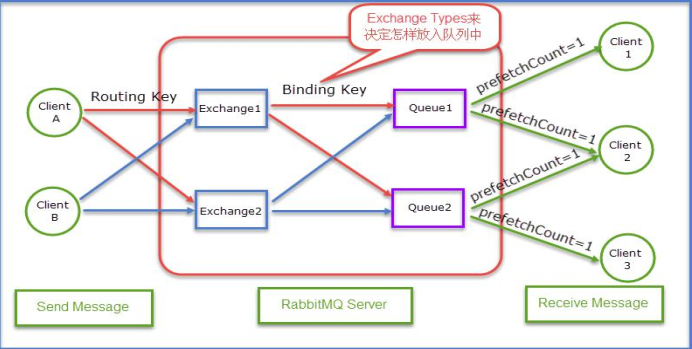 Exchange Types来
决定怎样放入队列中
Client
1
prefetchCount=1
Client
A
Routing Key
Exchange1
Binding Key
Queue1
prefetchCount=1
Client
2
prefetchCount=1
Client
B
Exchange2
Queue2
prefetchCount=1
Client
3
Send Message
RabbitMQ Server
Receive Message